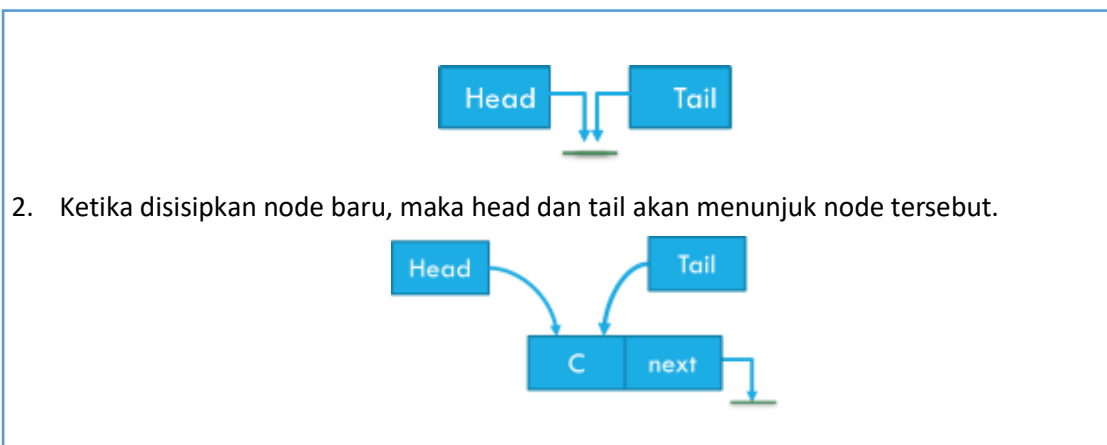 Head
Tail
2. Ketika disisipkan node baru, maka head dan tail akan menunjuk node tersebut.
Head
Tail
C
next